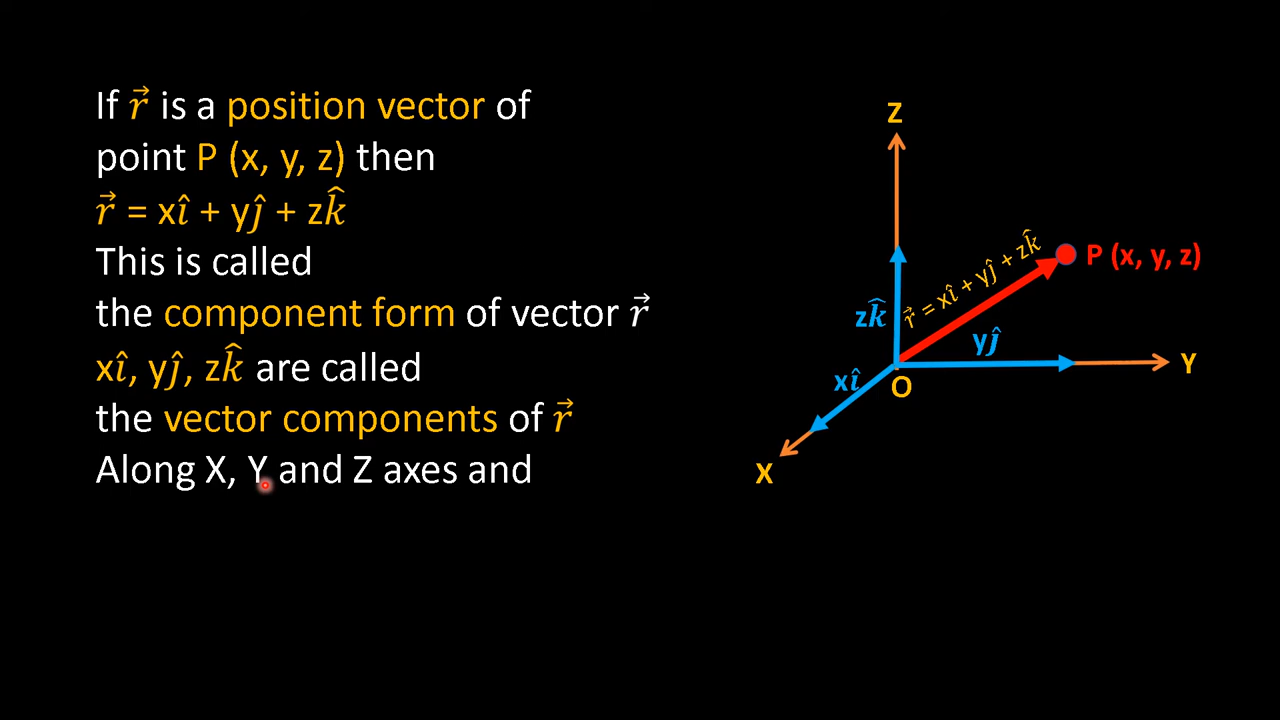 If r⃗ is a position vector of
point P (x, y, z) then
r⃗ = xî + yĵ + zk̂
This is called
the component form of vector r⃗
xî, yĵ, zk̂ are called
the vector components of r⃗
Along X, Y and Z axes and
Z
P (x, y, z)
r⃗ = xî + yĵ + zk̂
zk̂
yĵ
Y
xî
O
X